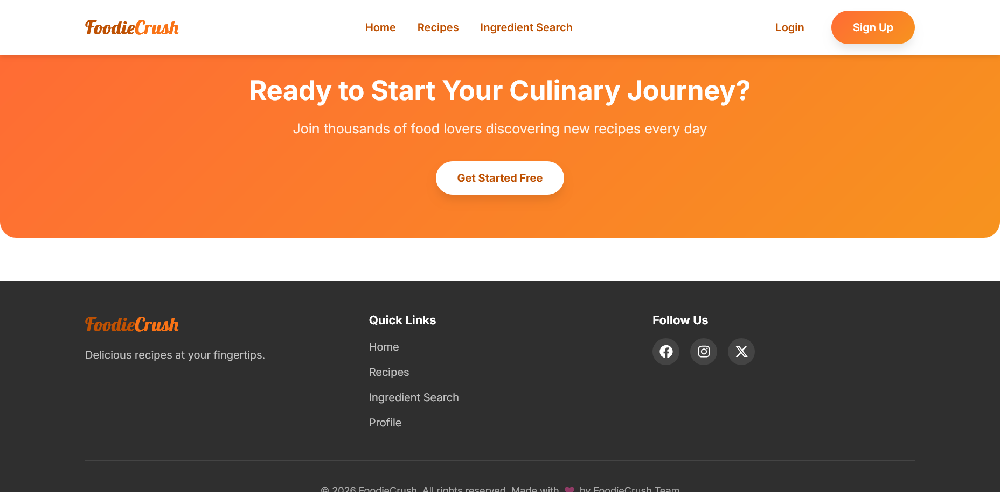 FoodieCrush
Home Recipes Ingredient Search
Login
Sign Up
Ready to Start Your Culinary Journey?
Join thousands of food lovers discovering new recipes every day
Get Started Free
FoodieCrush
Delicious recipes at your fingertips.
Quick Links
Home
Recipes
Ingredient Search
Profile
Follow Us
© 2026 FoodieCrush. All rights reserved. Made with by FoodieCrush Team